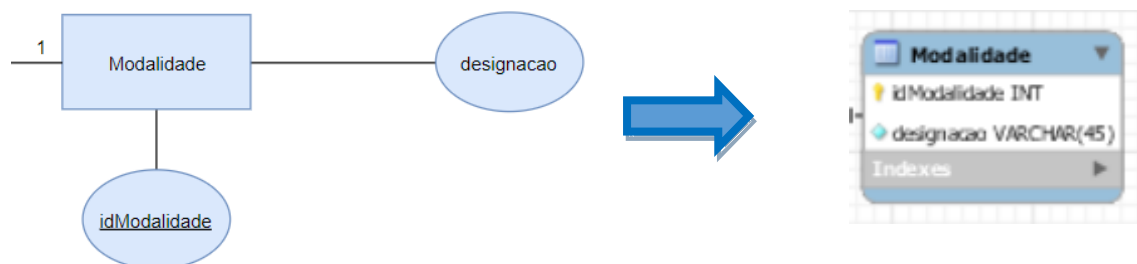 1
Modalidade
designacao
idModalidade
Modalidade
idModalidade INT
designacao VARCHAR(45)
Indexes